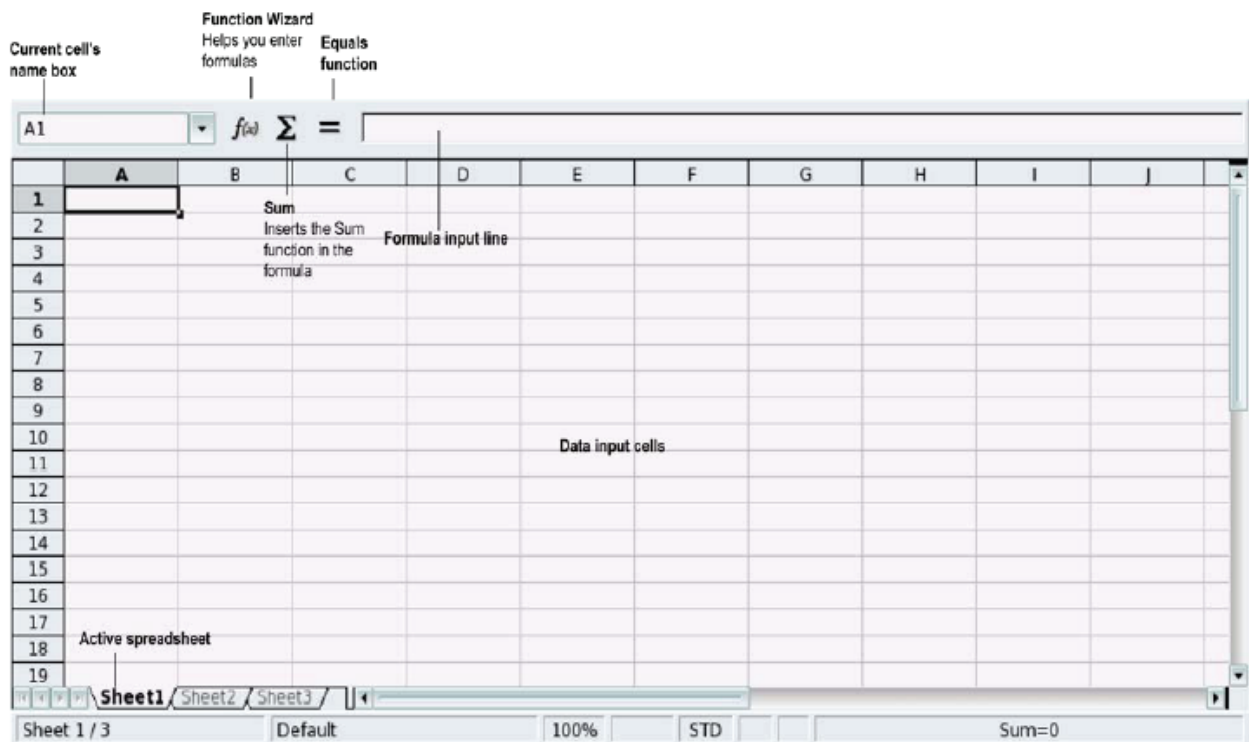 Function Wizard
Helps you enter
formulas
Current cell's
name box
Equals
function
A1 f(x) Σ =
A B C D E F G H I J
1
2
3
4
5
6
7
8
9
10
11
12
13
14
15
16
17
18
19
Sum
Inserts the Sum
function in the
formula
Formula input line
Data input cells
Active spreadsheet
Sheet1 Sheet2 Sheet3
Sheet 1 / 3 Default 100% STD Sum=0